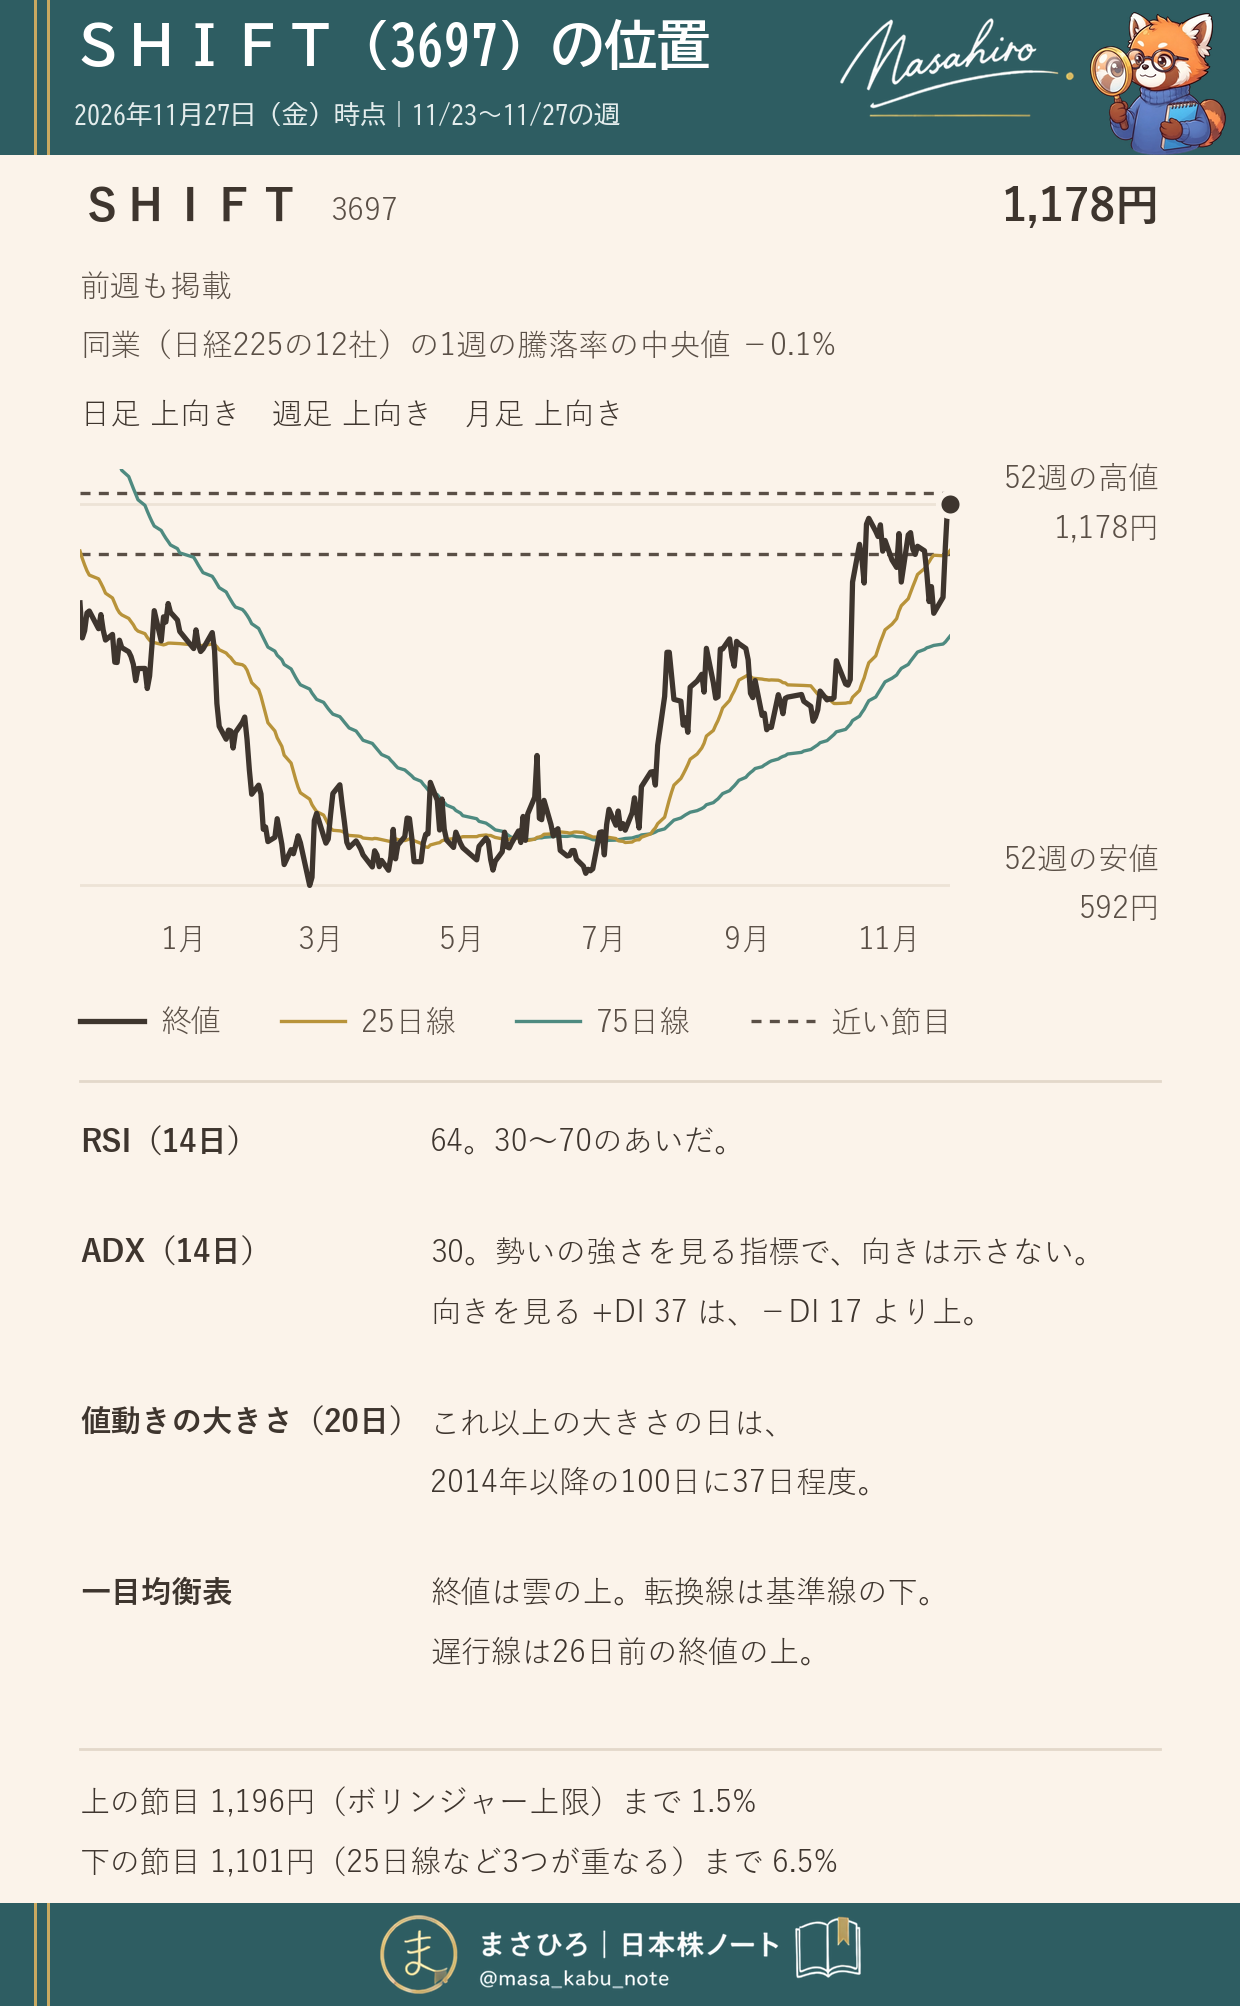 ＳＨＩＦＴ（3697）の位置
Masahiro
2026年11月27日（金）時点｜11/23～11/27の週
ＳＨＩＦＴ 3697 1,178円
前週も掲載
同業（日経225の12社）の1週の騰落率の中央値 －0.1%
日足 上向き 週足 上向き 月足 上向き
52週の高値
1,178円
52週の安値
592円
1月 3月 5月 7月 9月 11月
終値 25日線 75日線 近い節目
RSI（14日） 64。30～70のあいだ。
ADX（14日） 30。勢いの強さを見る指標で、向きは示さない。
向きを見る +DI 37 は、－DI 17 より上。
値動きの大きさ（20日） これ以上の大きさの日は、
2014年以降の100日に37日程度。
一目均衡表 終値は雲の上。転換線は基準線の下。
遅行線は26日前の終値の上。
上の節目 1,196円（ボリンジャー上限）まで 1.5%
下の節目 1,101円（25日線など3つが重なる）まで 6.5%
ま
まさひろ｜日本株ノート
@masa_kabu_note